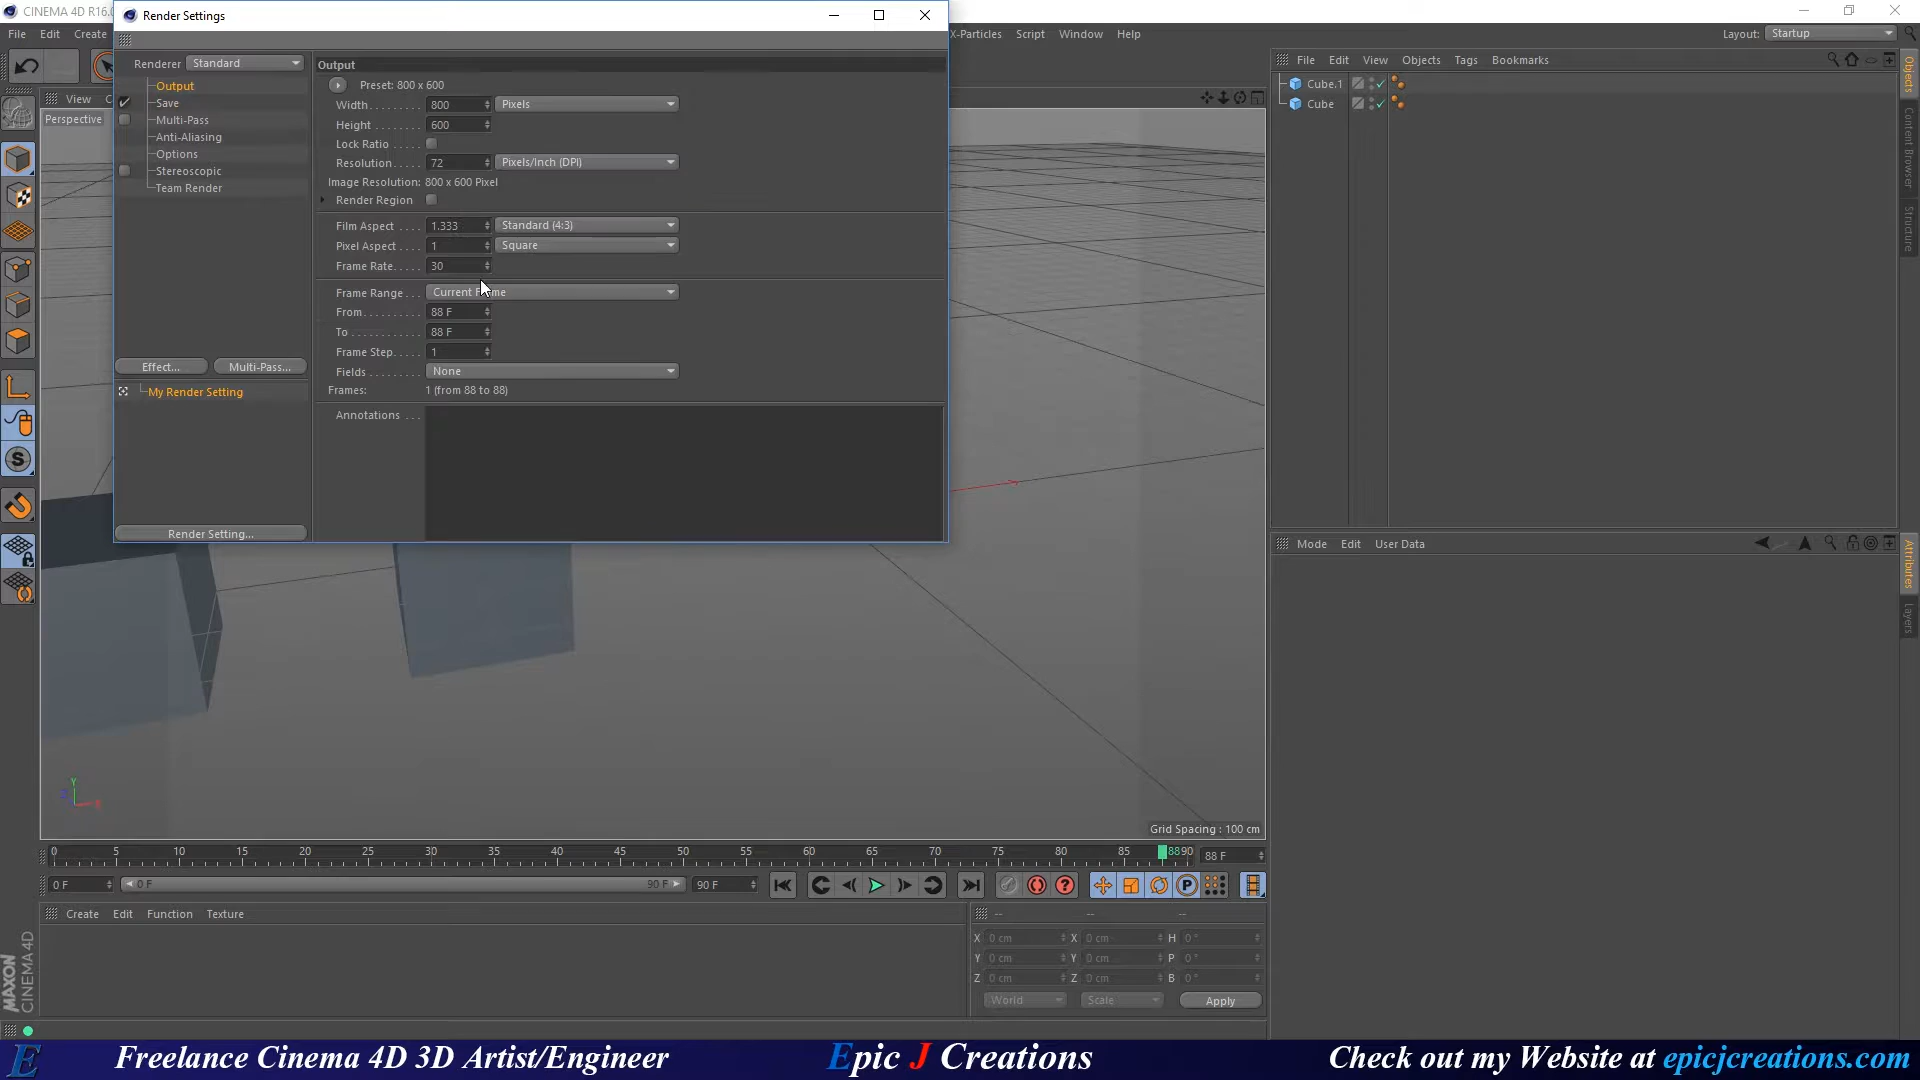 CINEMA 4D R16.0
Render Settings
File Edit Create
X-Particles Script Window Help
Layout: Startup
Renderer Standard
Output
Save
Multi-Pass
Anti-Aliasing
Options
Stereoscopic
Team Render
Effect... Multi-Pass...
My Render Setting
Render Setting...
Output
Preset: 800 x 600
Width 800 Pixels
Height 600
Lock Ratio
Resolution 72 Pixels/Inch (DPI)
Image Resolution: 800 x 600 Pixel
Render Region
Film Aspect 1.333 Standard (4:3)
Pixel Aspect 1 Square
Frame Rate 30
Frame Range Current
From 88 F
To 88 F
Frame Step 1
Fields None
Frames: 1 (from 88 to 88)
Annotations
View
Perspective
File Edit View Objects Tags Bookmarks
Cube.1
Cube
Objects
Content Browser
Structure
Mode Edit User Data
Attributes
Layers
Y
Z
X
Grid Spacing : 100 cm
0 5 10 15 20 25 30 35 40 45 50 55 60 65 70 75 80 85 8890
88 F
0 F 0 F 90 F 90 F
P
Create Edit Function Texture
-- -- --
X 0 cm X 0 cm H 0 °
Y 0 cm Y 0 cm P 0 °
Z 0 cm Z 0 cm B 0 °
World Scale Apply
MAXON
CINEMA 4D
E Freelance Cinema 4D 3D Artist/Engineer Epic J Creations Check out my Website at epicjcreations.com